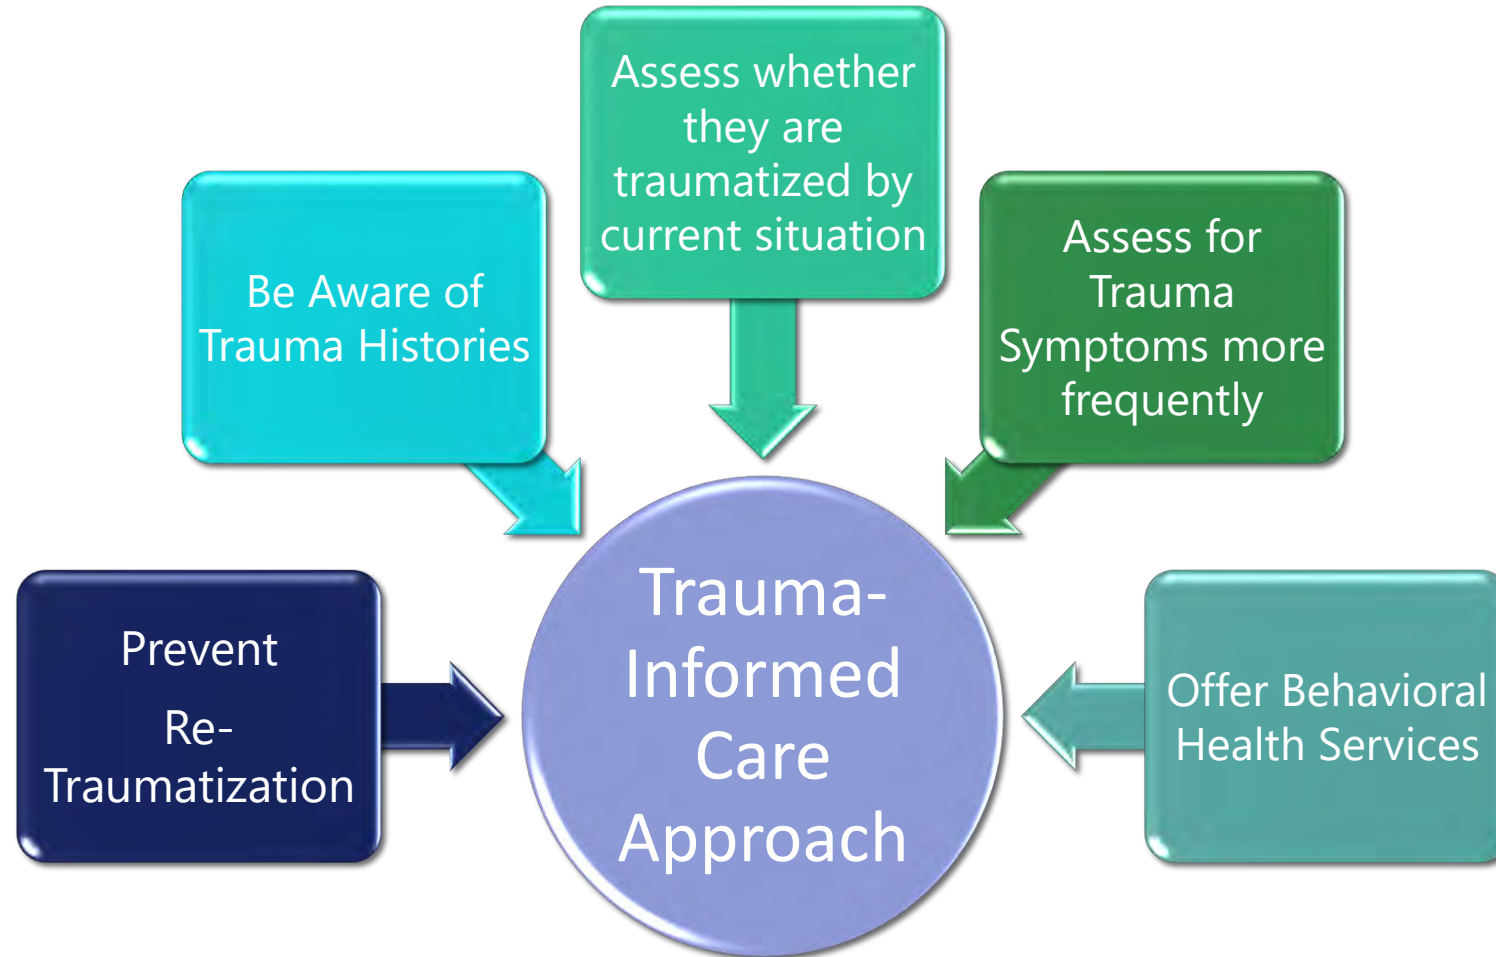 Prevent
Re-
Traumatization
Be Aware of
Trauma Histories
Assess whether
they are
traumatized by
current situation
Assess for
Trauma
Symptoms more
frequently
Offer Behavioral
Health Services
Trauma-
Informed
Care
Approach